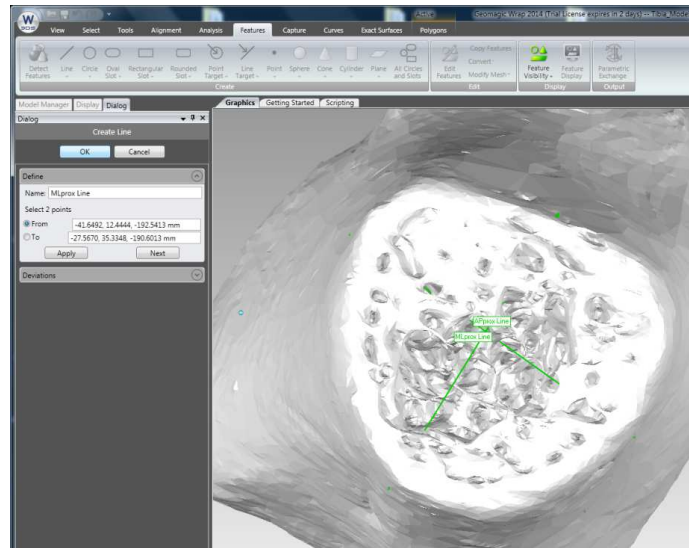 Active
Geomagic Wrap 2014 (Trial License expires in 2 days)
View Select Tools Alignment Analysis Features Capture Curves Exact Surfaces Polygons
Detect Features
Line
Circle
Oval Slot
Rectangular Slot
Rounded Slot
Point Target
Line Target
Point
Sphere
Cone
Cylinder
Plane
All Circles and Slots
Create
Edit Features
Copy Features
Convert
Modify Mesh
Edit
Feature Visibility
Feature Display
Display
Parametric Exchange
Output
Model Manager Display Dialog
Graphics Getting Started Scripting
Dialog
Create Line
OK Cancel
Define
Name: MLprox Line
Select 2 points
From -41.6492, 12.4444, -192.5413 mm
To -27.5670, 35.3348, -190.6013 mm
Apply Next
Deviations
APprox Line
MLprox Line